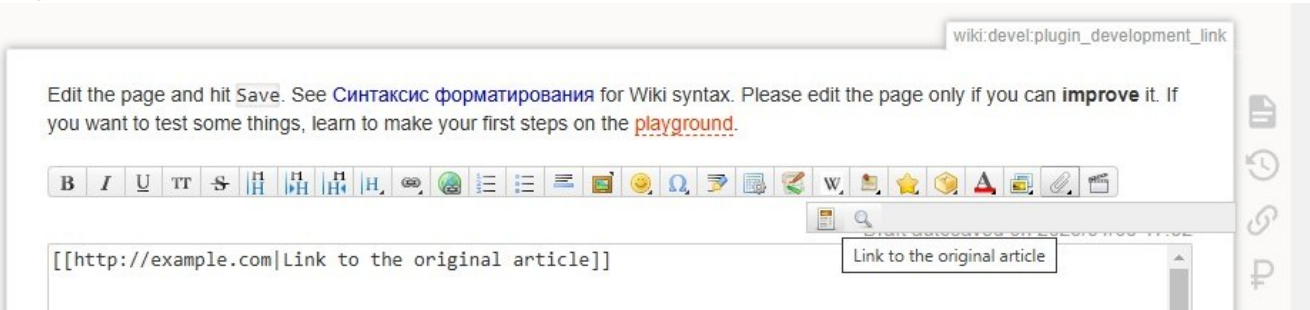 wiki:devel:plugin_development_link
Edit the page and hit Save. See Синтаксис форматирования for Wiki syntax. Please edit the page only if you can improve it. If
you want to test some things, learn to make your first steps on the playground.
B I U TT S H H H H Ω W A
Link to the original article
[[http://example.com|Link to the original article]]